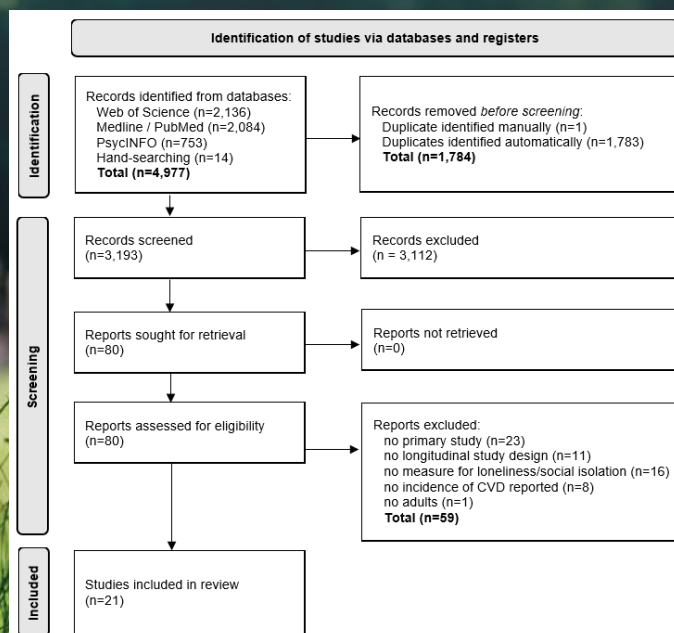 Identification of studies via databases and registers
Identification
Records identified from databases:
Web of Science (n=2,136)
Medline / PubMed (n=2,084)
PsycINFO (n=753)
Hand-searching (n=14)
Total (n=4,977)
Records removed before screening:
Duplicate identified manually (n=1)
Duplicates identified automatically (n=1,783)
Total (n=1,784)
Screening
Records screened
(n=3,193)
Records excluded
(n = 3,112)
Reports sought for retrieval
(n=80)
Reports not retrieved
(n=0)
Reports assessed for eligibility
(n=80)
Reports excluded:
no primary study (n=23)
no longitudinal study design (n=11)
no measure for loneliness/social isolation (n=16)
no incidence of CVD reported (n=8)
no adults (n=1)
Total (n=59)
Included
Studies included in review
(n=21)